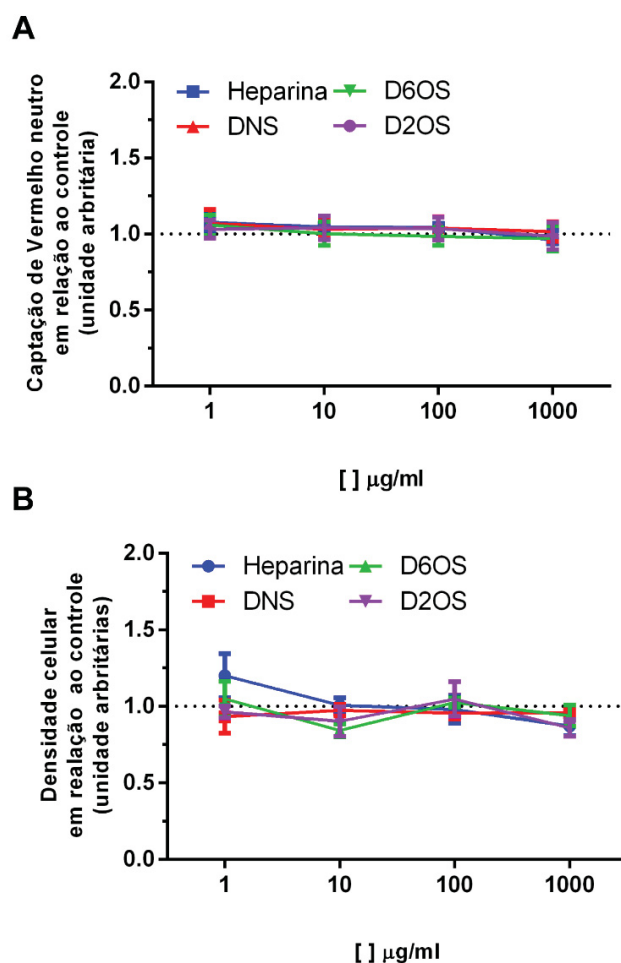 A
Captação de Vermelho neutro
em relação ao controle
(unidade arbritária)
2.0
1.5
1.0
0.5
0.0
Heparina
DNS
D6OS
D2OS
1 10 100 1000
[ ] μg/ml
B
Densidade celular
em realação ao controle
(unidade arbritárias)
2.0
1.5
1.0
0.5
0.0
Heparina
DNS
D6OS
D2OS
1 10 100 1000
[ ] μg/ml